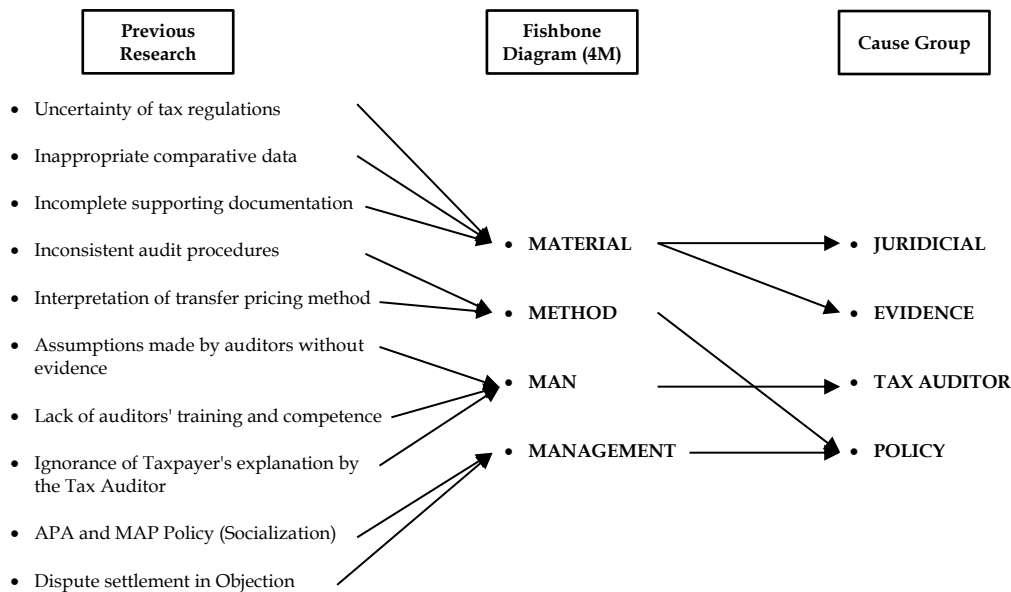 Previous
Research
Fishbone
Diagram (4M)
Cause Group
• Uncertainty of tax regulations
• Inappropriate comparative data
• Incomplete supporting documentation
• Inconsistent audit procedures
• Interpretation of transfer pricing method
• Assumptions made by auditors without
evidence
• Lack of auditors' training and competence
• Ignorance of Taxpayer's explanation by
the Tax Auditor
• APA and MAP Policy (Socialization)
• Dispute settlement in Objection
• MATERIAL
• METHOD
• MAN
• MANAGEMENT
• JURIDICIAL
• EVIDENCE
• TAX AUDITOR
• POLICY